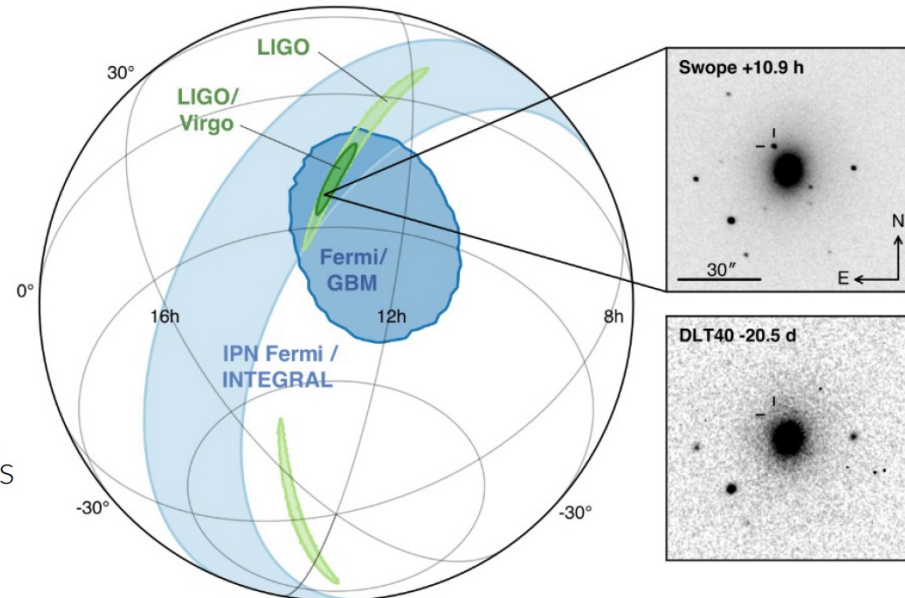 LIGO
30°
LIGO/
Virgo
Fermi/
GBM
0°
16h
12h
8h
IPN Fermi /
INTEGRAL
S
-30°
-30°
Swope +10.9 h
N
30″
E
DLT40 -20.5 d